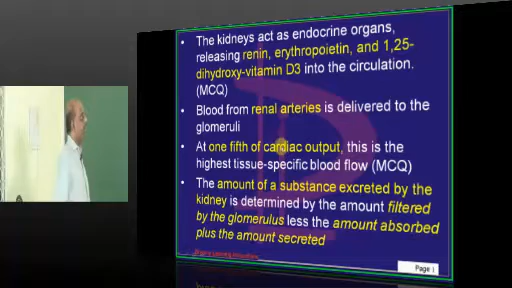 The kidneys act as endocrine organs,
releasing renin, erythropoietin, and 1,25-
dihydroxy-vitamin D3 into the circulation.
(MCQ)
Blood from renal arteries is delivered to the
glomeruli
At one fifth of cardiac output, this is the
highest tissue-specific blood flow (MCQ)
The amount of a substance excreted by the
kidney is determined by the amount filtered
by the glomerulus less the amount absorbed
plus the amount secreted
Page 1